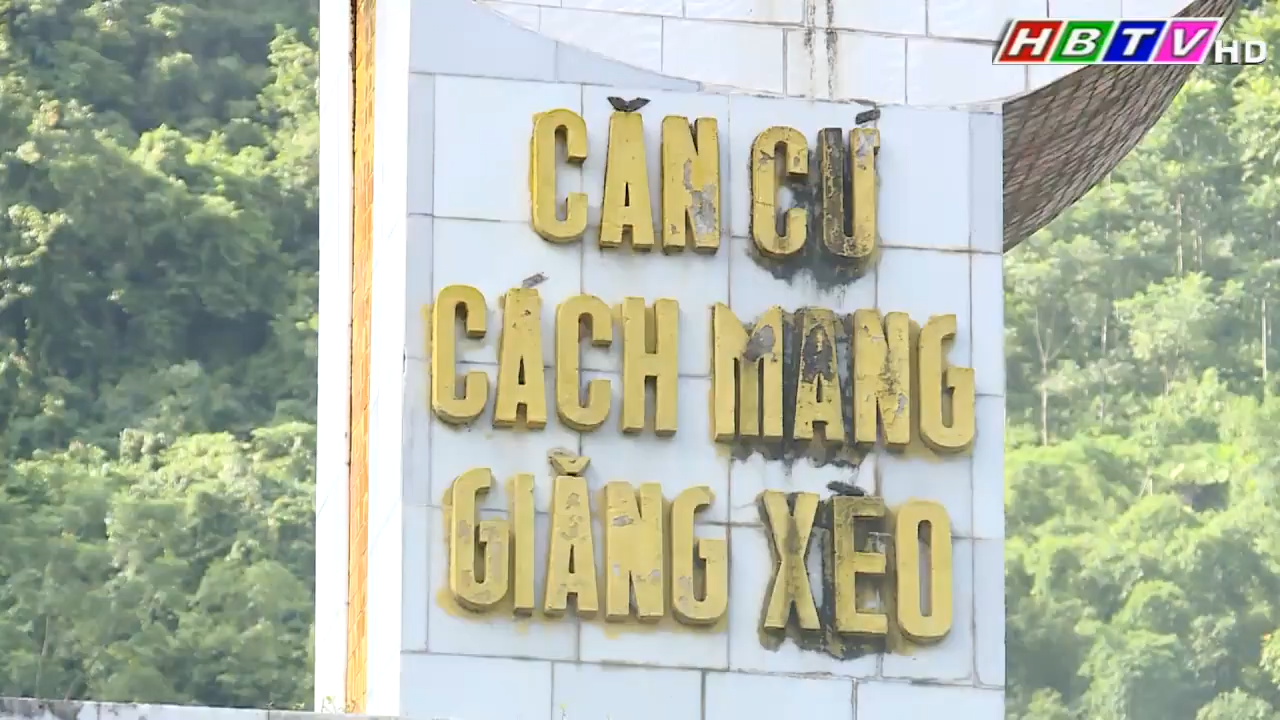 HBTV HD
CĂN CỨ
CÁCH MẠNG
GIẰNG XÈO